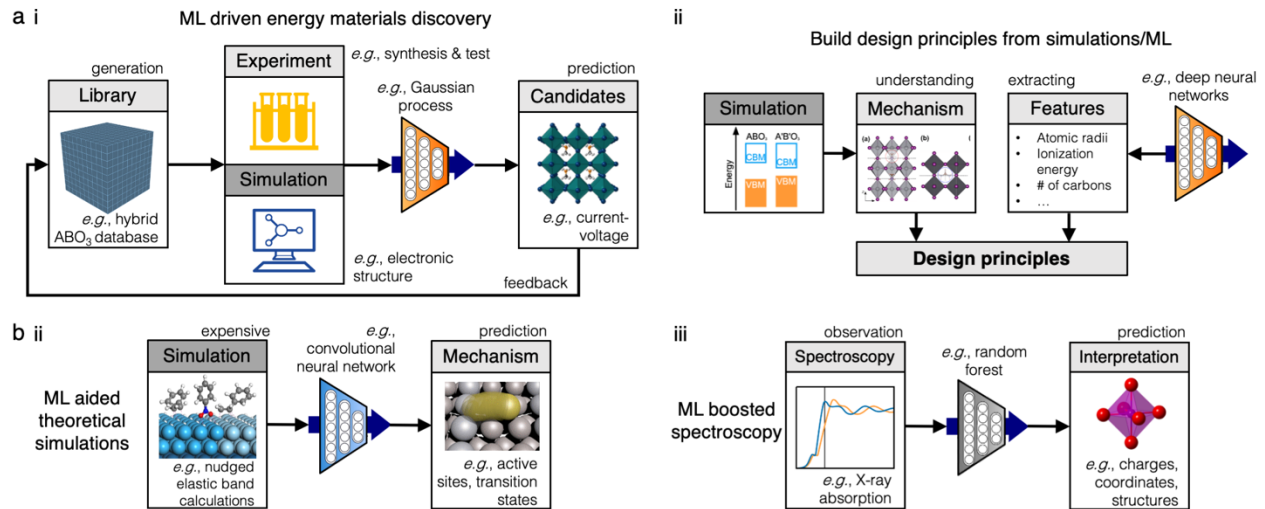 a i
ML driven energy materials discovery
generation
Library
e.g., hybrid
ABO₃ database
Experiment
e.g., synthesis & test
Simulation
e.g., electronic
structure
e.g., Gaussian
process
prediction
Candidates
e.g., current-
voltage
feedback
ii
Build design principles from simulations/ML
Simulation
Energy
ABO₃
A'B'O₃
CBM
CBM
VBM
VBM
understanding
Mechanism
(a)
(b)
extracting
Features
• Atomic radii
• Ionization
energy
• # of carbons
• …
e.g., deep neural
networks
Design principles
b ii
ML aided
theoretical
simulations
expensive
Simulation
e.g., nudged
elastic band
calculations
e.g.,
convolutional
neural network
prediction
Mechanism
e.g., active
sites, transition
states
iii
ML boosted
spectroscopy
observation
Spectroscopy
e.g., X-ray
absorption
e.g., random
forest
prediction
Interpretation
e.g., charges,
coordinates,
structures